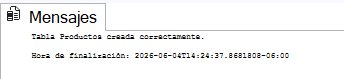 Mensajes
Tabla Productos creada correctamente.
Hora de finalización: 2026-06-04T14:24:37.8681808-06:00